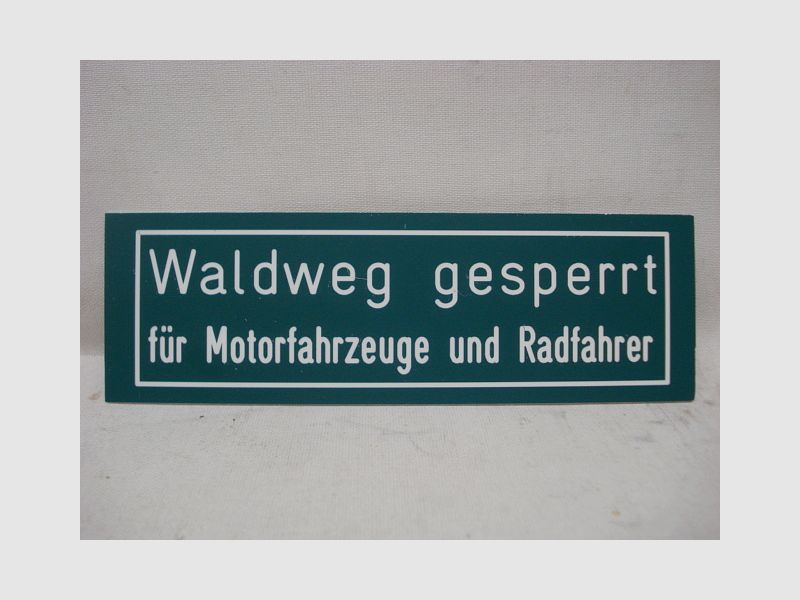 Waldweg gesperrt
für Motorfahrzeuge und Radfahrer